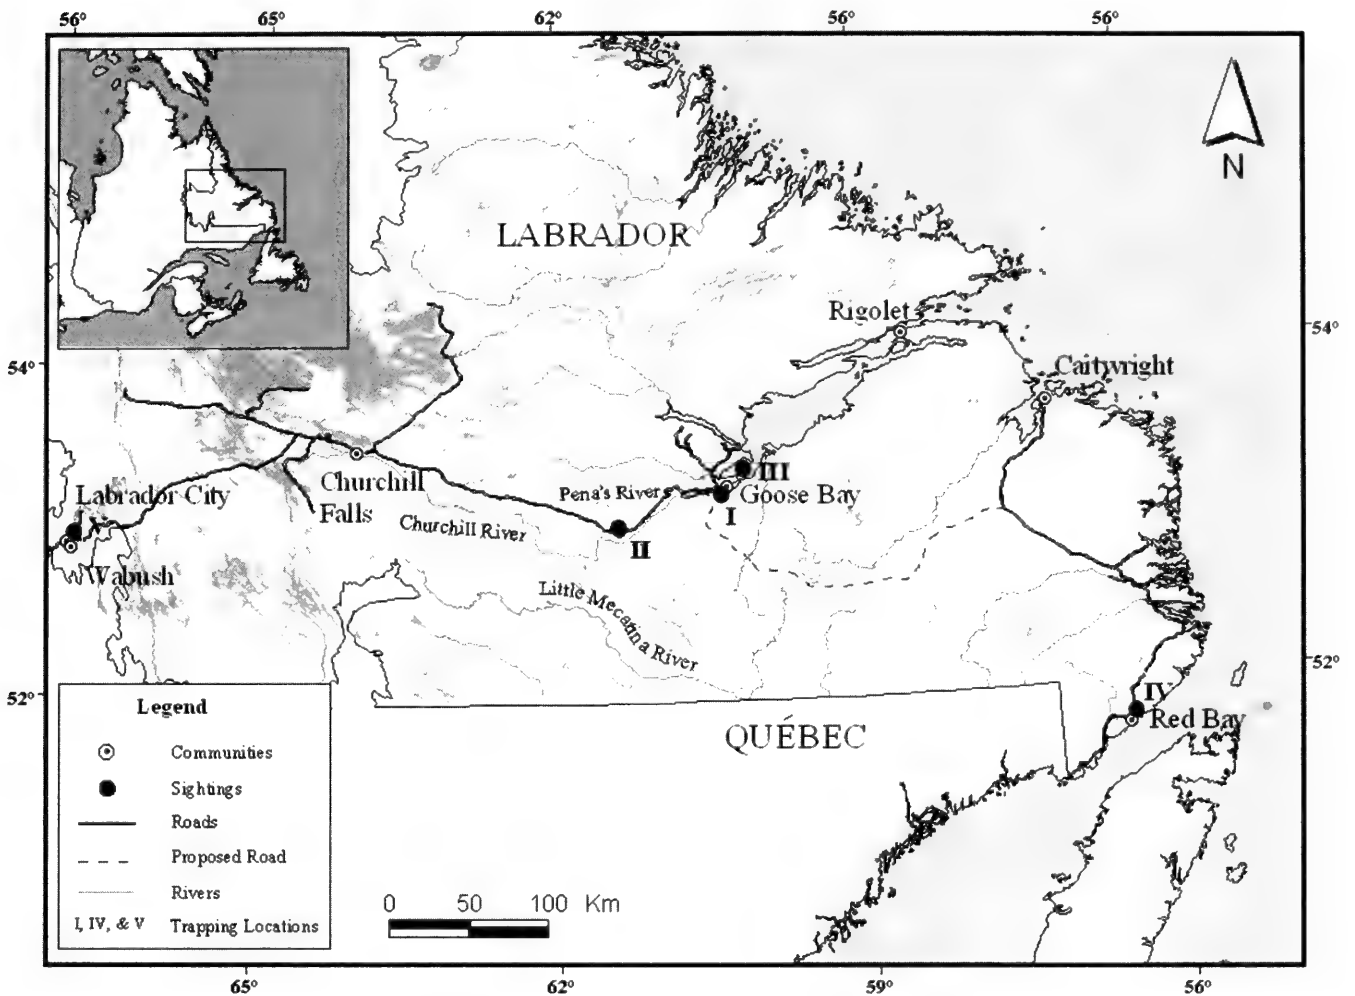 56° 65° 62° 56° 56°
N
LABRADOR
Rigolet
54°
54°
Caitwright
III
Labrador City
Churchill
Falls
Pena's River
Goose Bay
I
Churchill River
II
Wabush
Little Mecatina River
52°
52°
IV
Red Bay
QUÉBEC
Legend
Communities
Sightings
Roads
Proposed Road
Rivers
I, IV, & V Trapping Locations
0 50 100 Km
65° 62° 59° 56°